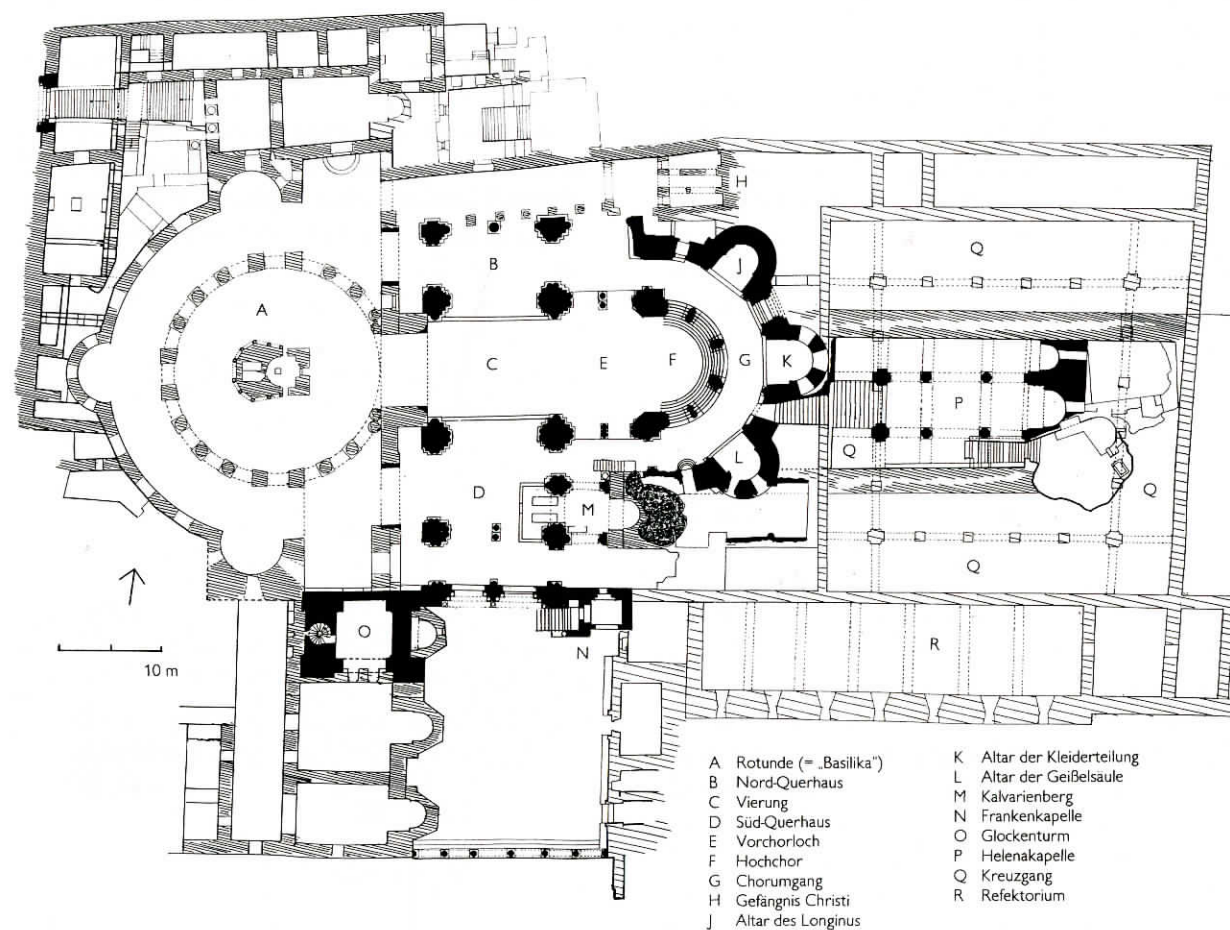 H
Q
J
B
A
C
E
F
G
K
P
Q
L
D
M
Q
Q
O
N
R
10 m
A Rotunde (= „Basilika")
B Nord-Querhaus
C Vierung
D Süd-Querhaus
E Vorchorloch
F Hochchor
G Chorumgang
H Gefängnis Christi
J Altar des Longinus
K Altar der Kleiderteilung
L Altar der Geißelsäule
M Kalvarienberg
N Frankenkapelle
O Glockenturm
P Helenakapelle
Q Kreuzgang
R Refektorium